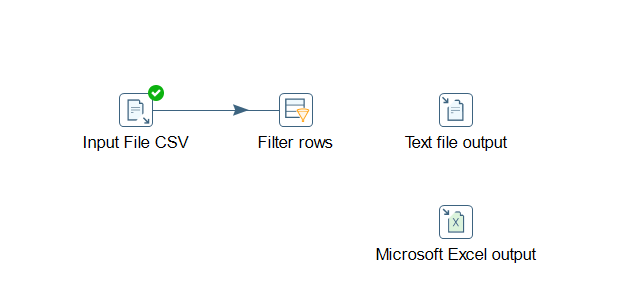 Input File CSV
Filter rows
Text file output
Microsoft Excel output